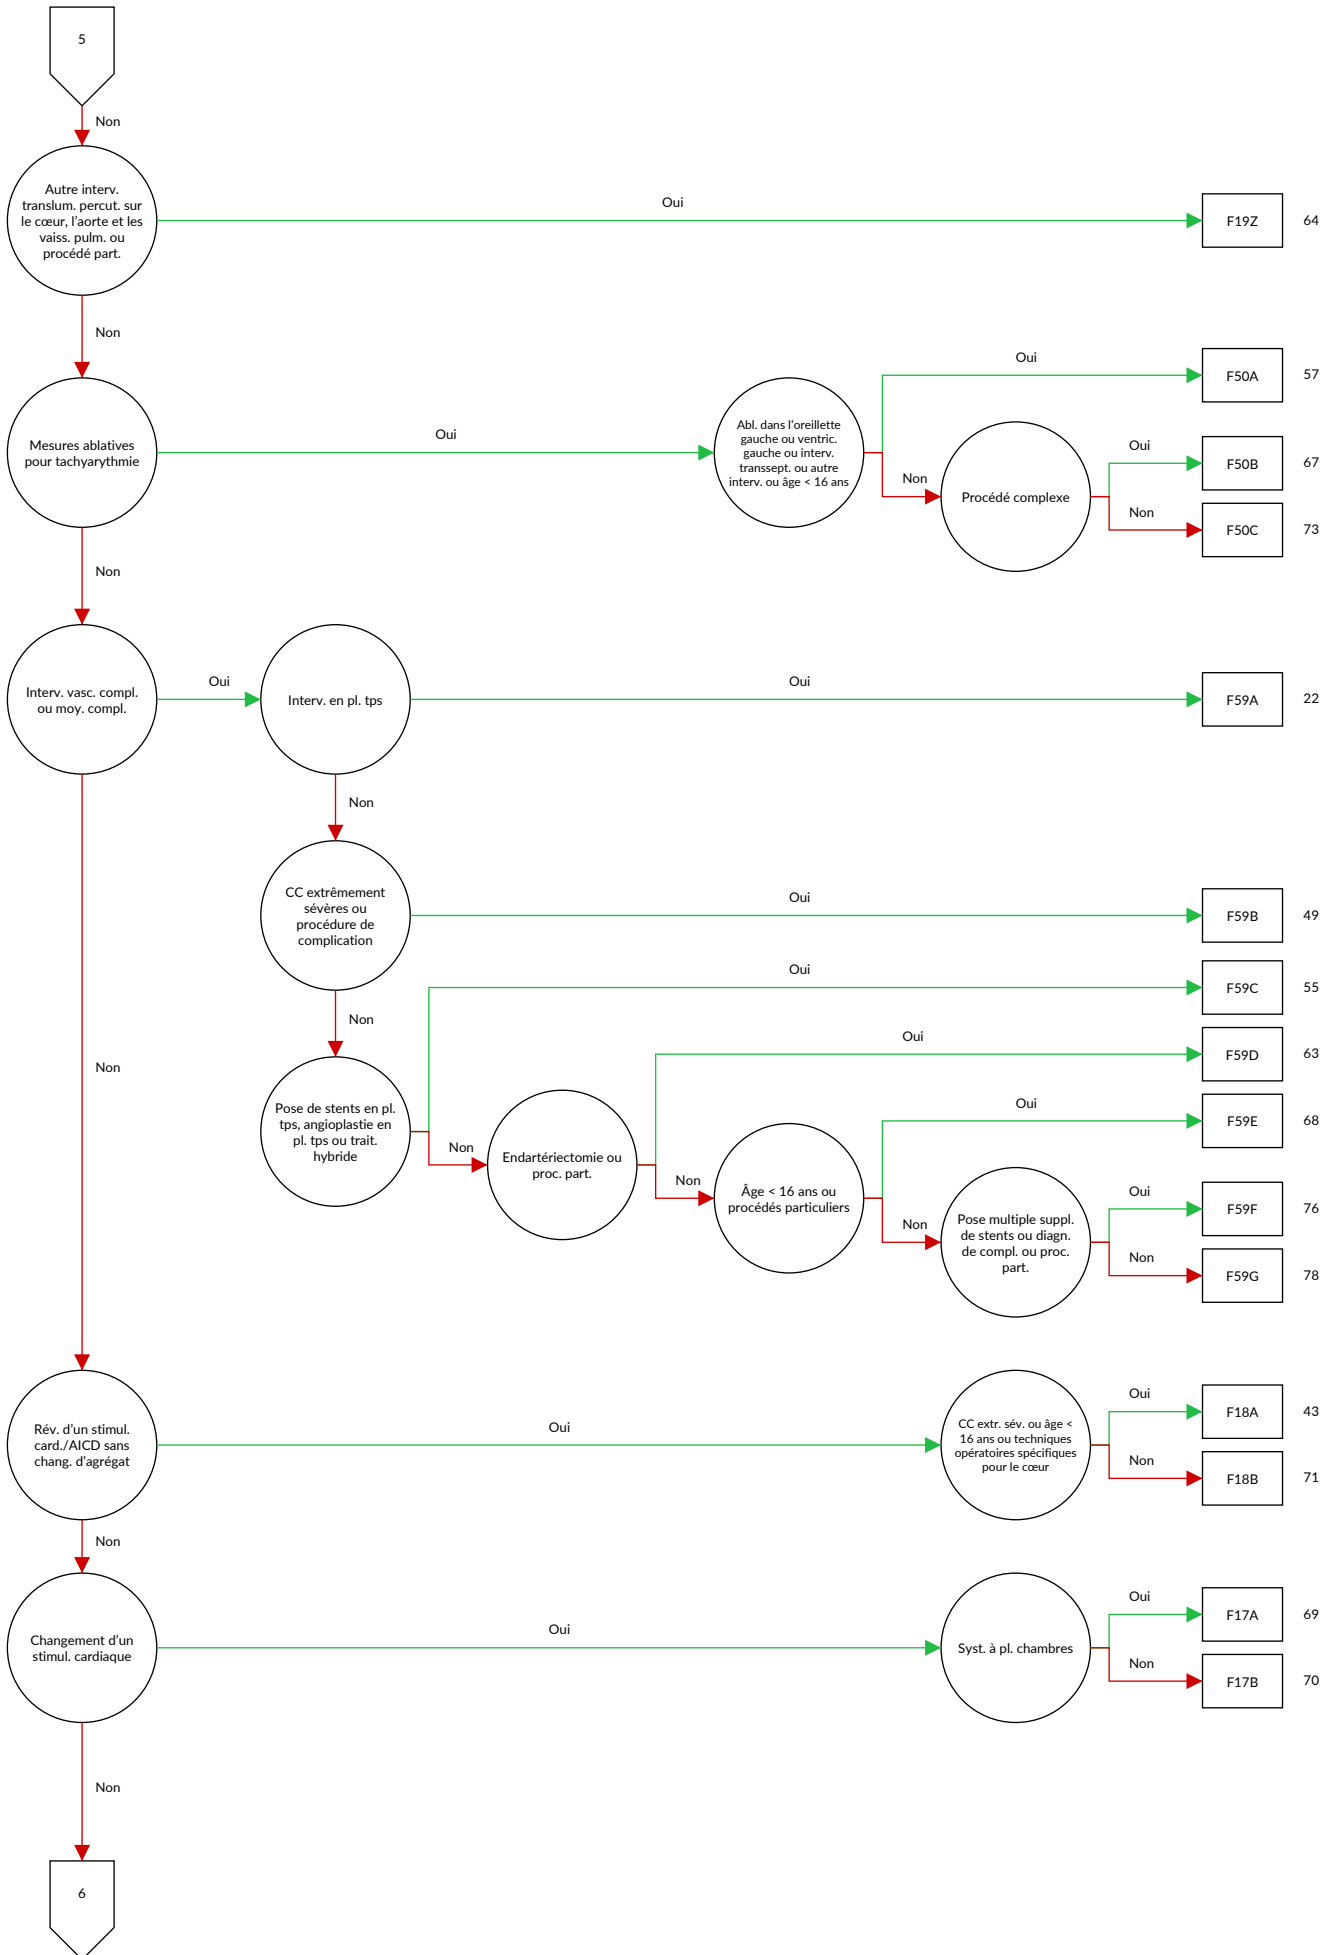 5
Non
Autre interv.
translum. percut. sur
le cœur, l'aorte et les
vaiss. pulm. ou
procédé part.
Oui
F19Z
64
Non
Mesures ablatives
pour tachyarythmie
Oui
Abl. dans l'oreillette
gauche ou ventric.
gauche ou interv.
transsept. ou autre
interv. ou âge < 16 ans
Oui
F50A
57
Non
Procédé complexe
Oui
F50B
67
Non
F50C
73
Non
Interv. vasc. compl.
ou moy. compl.
Oui
Interv. en pl. tps
Oui
F59A
22
Non
CC extrêmement
sévères ou
procédure de
complication
Oui
F59B
49
Non
Pose de stents en pl.
tps, angioplastie en
pl. tps ou trait.
hybride
Oui
F59C
55
Non
Endartériectomie ou
proc. part.
Oui
F59D
63
Non
Âge < 16 ans ou
procédés particuliers
Oui
F59E
68
Non
Pose multiple suppl.
de stents ou diagn.
de compl. ou proc.
part.
Oui
F59F
76
Non
F59G
78
Non
Rév. d'un stimul.
card./AICD sans
chang. d'agrégat
Oui
CC extr. sév. ou âge <
16 ans ou techniques
opératoires spécifiques
pour le cœur
Oui
F18A
43
Non
F18B
71
Non
Changement d'un
stimul. cardiaque
Oui
Syst. à pl. chambres
Oui
F17A
69
Non
F17B
70
Non
6